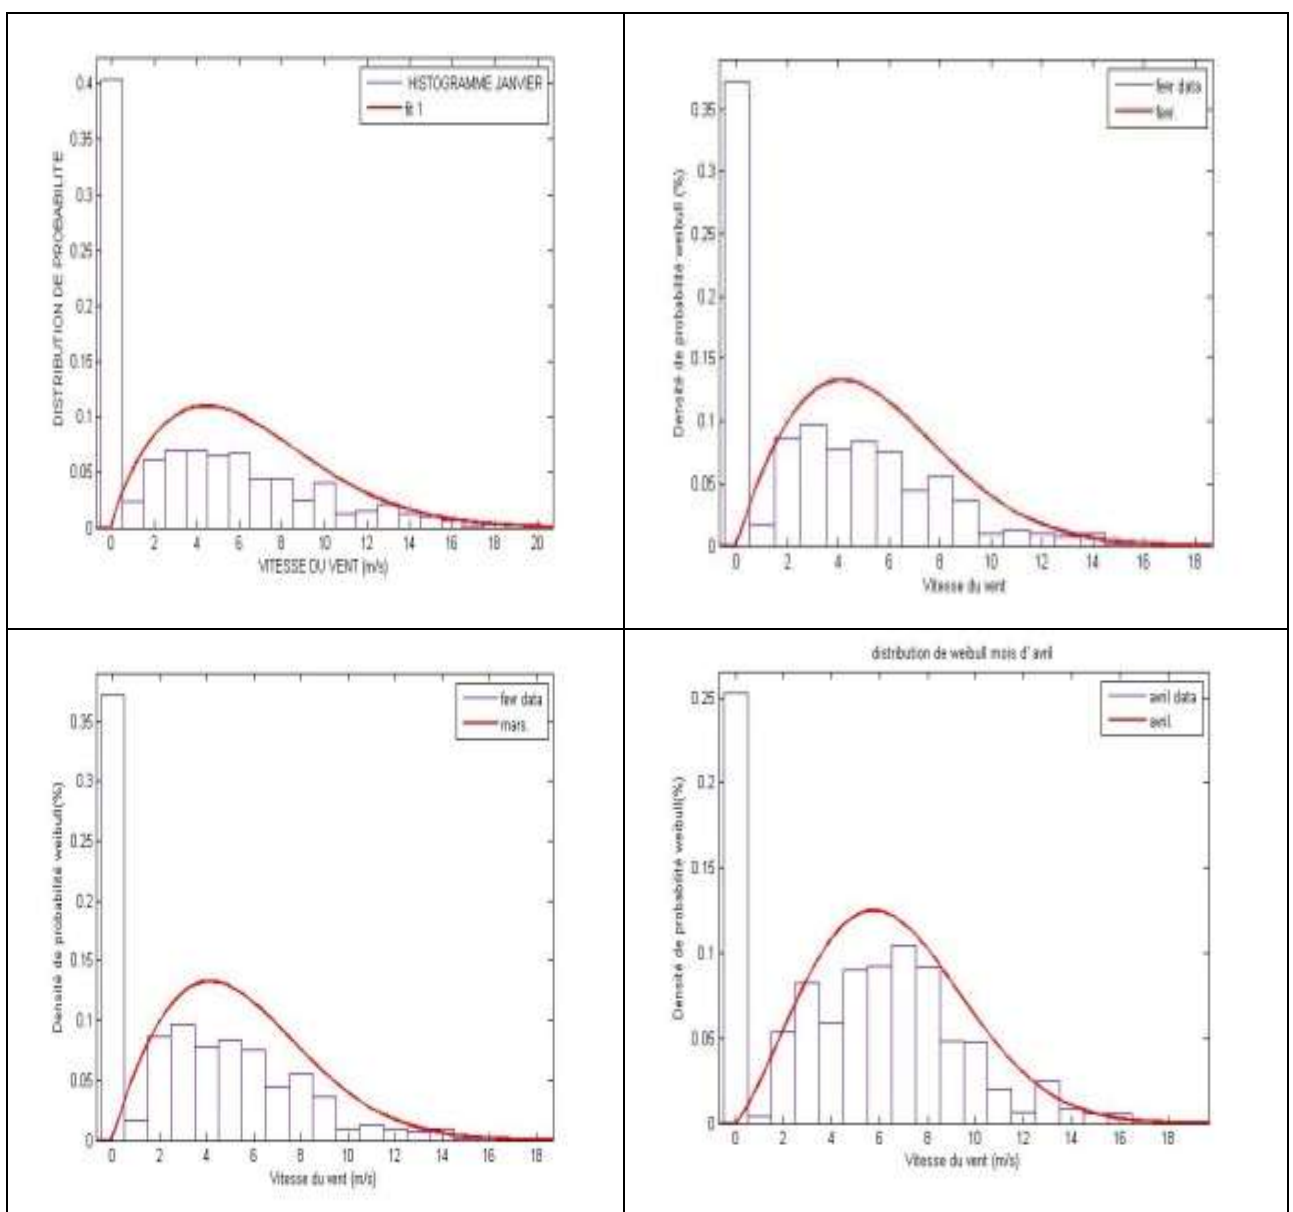 HISTOGRAMME JANVIER
fit 1
DISTRIBUTION DE PROBABILITE
0.4
0.35
0.3
0.25
0.2
0.15
0.1
0.05
0
0 2 4 6 8 10 12 14 16 18 20
VITESSE DU VENT (m/s)
fevr data
fevr.
Densité de probabilité weibull (%)
0.35
0.3
0.25
0.2
0.15
0.1
0.05
0
0 2 4 6 8 10 12 14 16 18
Vitesse du vent
fevr data
mars.
Densité de probabilité weibull(%)
0.35
0.3
0.25
0.2
0.15
0.1
0.05
0
0 2 4 6 8 10 12 14 16 18
Vitesse du vent (m/s)
distribution de weibull mois d'avril
avril data
avril.
Densité de probabilité weibull(%)
0.25
0.2
0.15
0.1
0.05
0
0 2 4 6 8 10 12 14 16 18
Vitesse du vent (m/s)